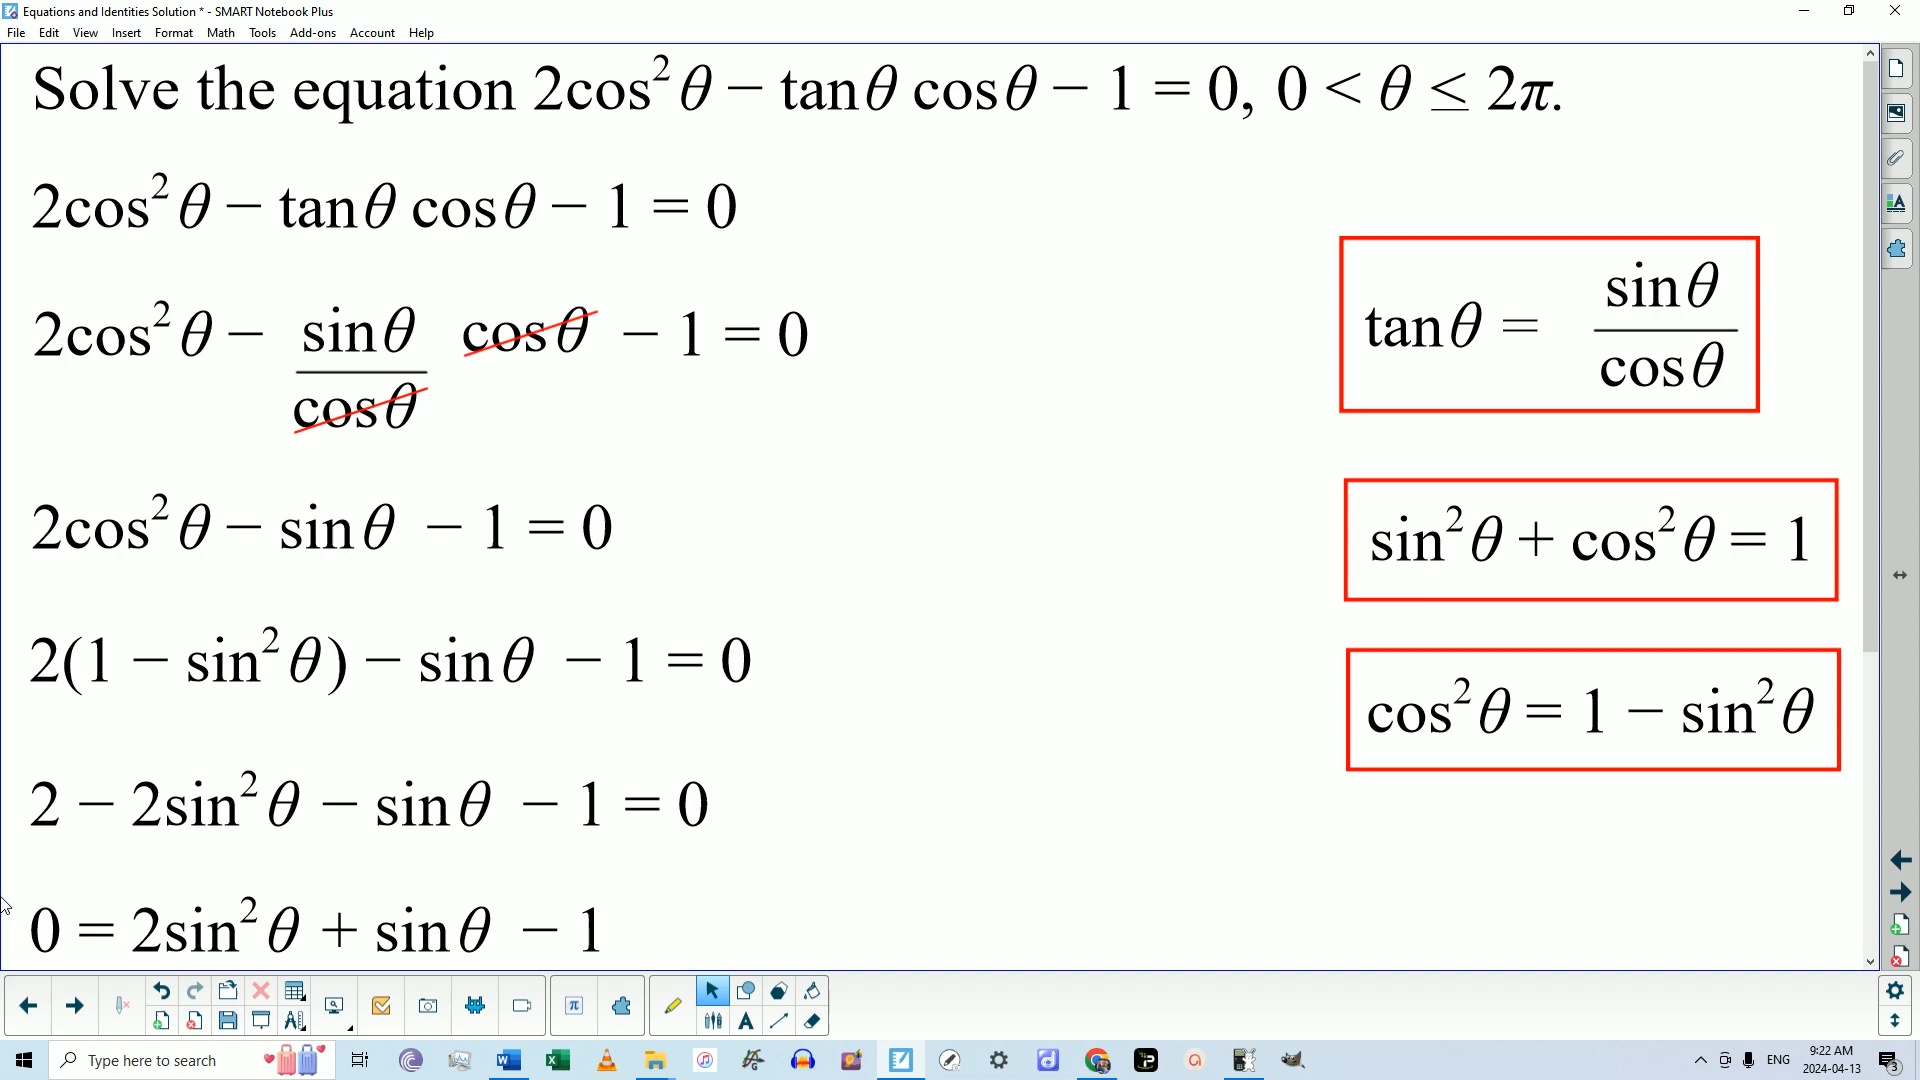 Equations and Identities Solution * - SMART Notebook Plus
File Edit View Insert Format Math Tools Add-ons Account Help
Solve the equation 2cos²θ − tanθ cosθ − 1 = 0, 0 < θ ≤ 2π.
2cos²θ − tanθ cosθ − 1 = 0
2cos²θ − sinθ/cosθ cosθ − 1 = 0
tanθ = sinθ/cosθ
2cos²θ − sinθ − 1 = 0
sin²θ + cos²θ = 1
2(1 − sin²θ) − sinθ − 1 = 0
cos²θ = 1 − sin²θ
2 − 2sin²θ − sinθ − 1 = 0
0 = 2sin²θ + sinθ − 1
Type here to search
ENG
9:22 AM
2024-04-13
3